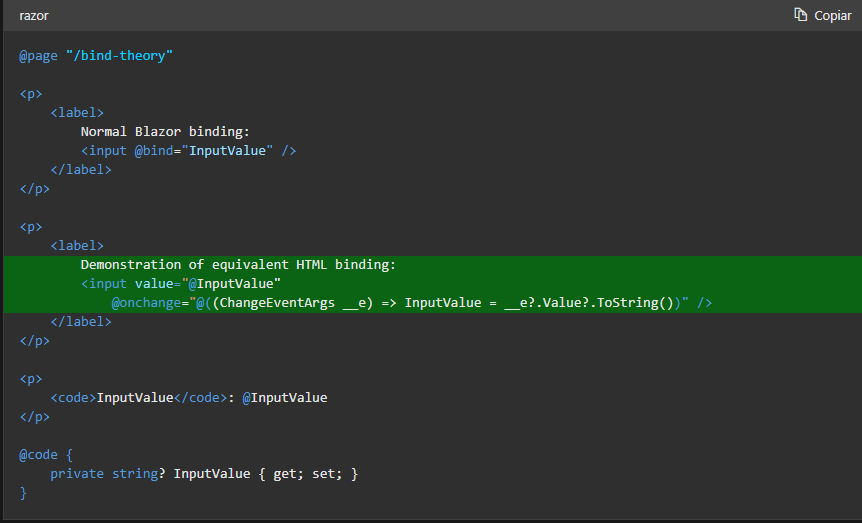 razor
Copiar
@page "/bind-theory"
<p>
    <label>
        Normal Blazor binding:
        <input @bind="InputValue" />
    </label>
</p>
<p>
    <label>
        Demonstration of equivalent HTML binding:
        <input value="@InputValue"
            @onchange="@((ChangeEventArgs __e) => InputValue = __e?.Value?.ToString())" />
    </label>
</p>
<p>
    <code>InputValue</code>: @InputValue
</p>
@code {
    private string? InputValue { get; set; }
}